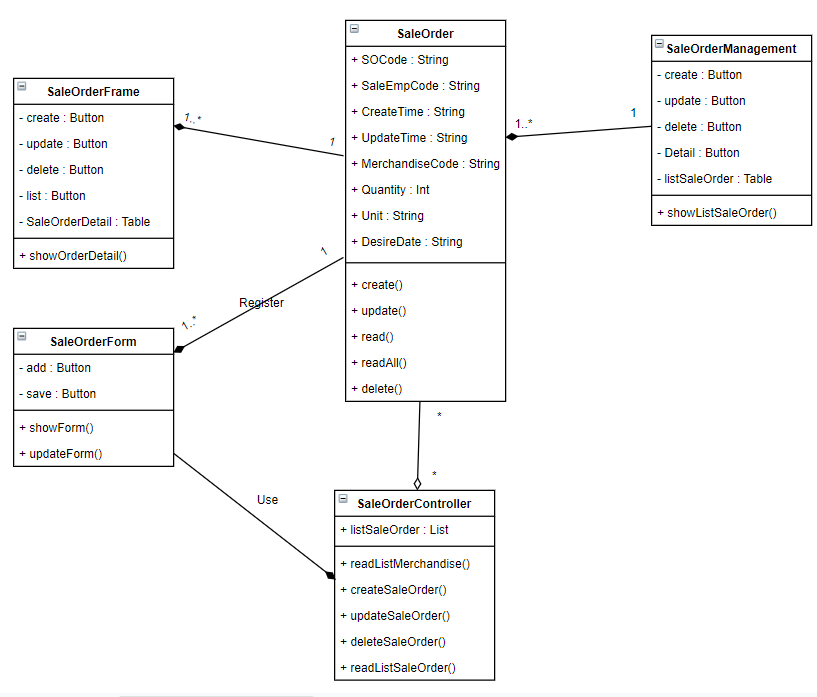 SaleOrderFrame
- create : Button
- update : Button
- delete : Button
- list : Button
- SaleOrderDetail : Table
+ showOrderDetail()
1..*
1
SaleOrder
+ SOCode : String
+ SaleEmpCode : String
+ CreateTime : String
+ UpdateTime : String
+ MerchandiseCode : String
+ Quantity : Int
+ Unit : String
+ DesireDate : String
+ create()
+ update()
+ read()
+ readAll()
+ delete()
1..*
1
SaleOrderManagement
- create : Button
- update : Button
- delete : Button
- Detail : Button
- listSaleOrder : Table
+ showListSaleOrder()
1
Register
1..*
SaleOrderForm
- add : Button
- save : Button
+ showForm()
+ updateForm()
Use
*
*
SaleOrderController
+ listSaleOrder : List
+ readListMerchandise()
+ createSaleOrder()
+ updateSaleOrder()
+ deleteSaleOrder()
+ readListSaleOrder()